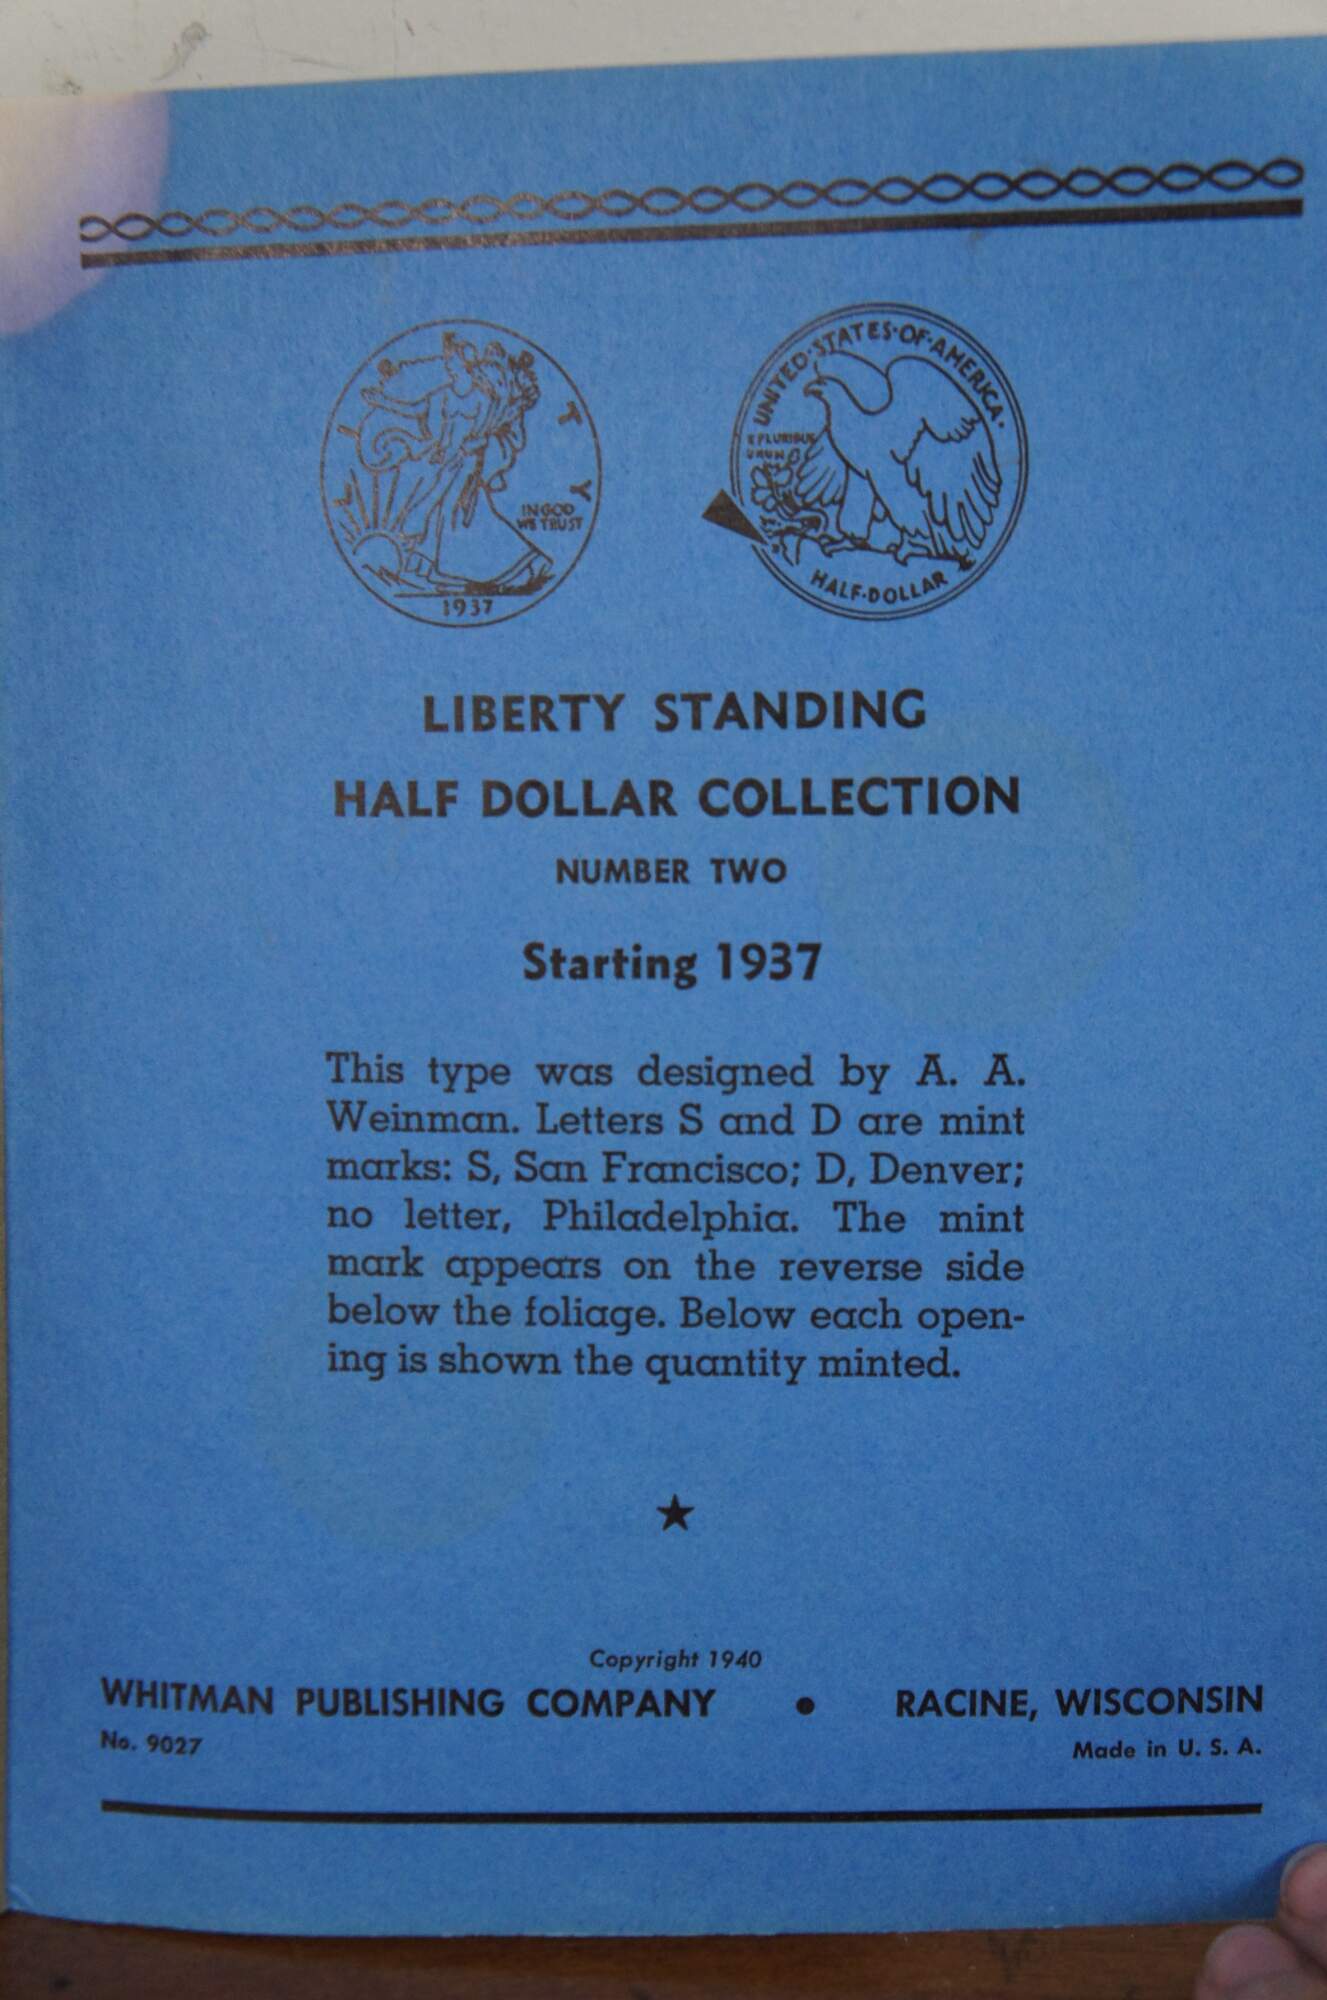 LIBERTY
IN GOD
WE TRUST
1937
UNITED·STATES·OF·AMERICA·
E PLURIBUS
UNUM
HALF·DOLLAR
LIBERTY STANDING
HALF DOLLAR COLLECTION
NUMBER TWO
Starting 1937
This type was designed by A. A.
Weinman. Letters S and D are mint
marks: S, San Francisco; D, Denver;
no letter, Philadelphia. The mint
mark appears on the reverse side
below the foliage. Below each open-
ing is shown the quantity minted.
Copyright 1940
WHITMAN PUBLISHING COMPANY • RACINE, WISCONSIN
No. 9027 Made in U. S. A.